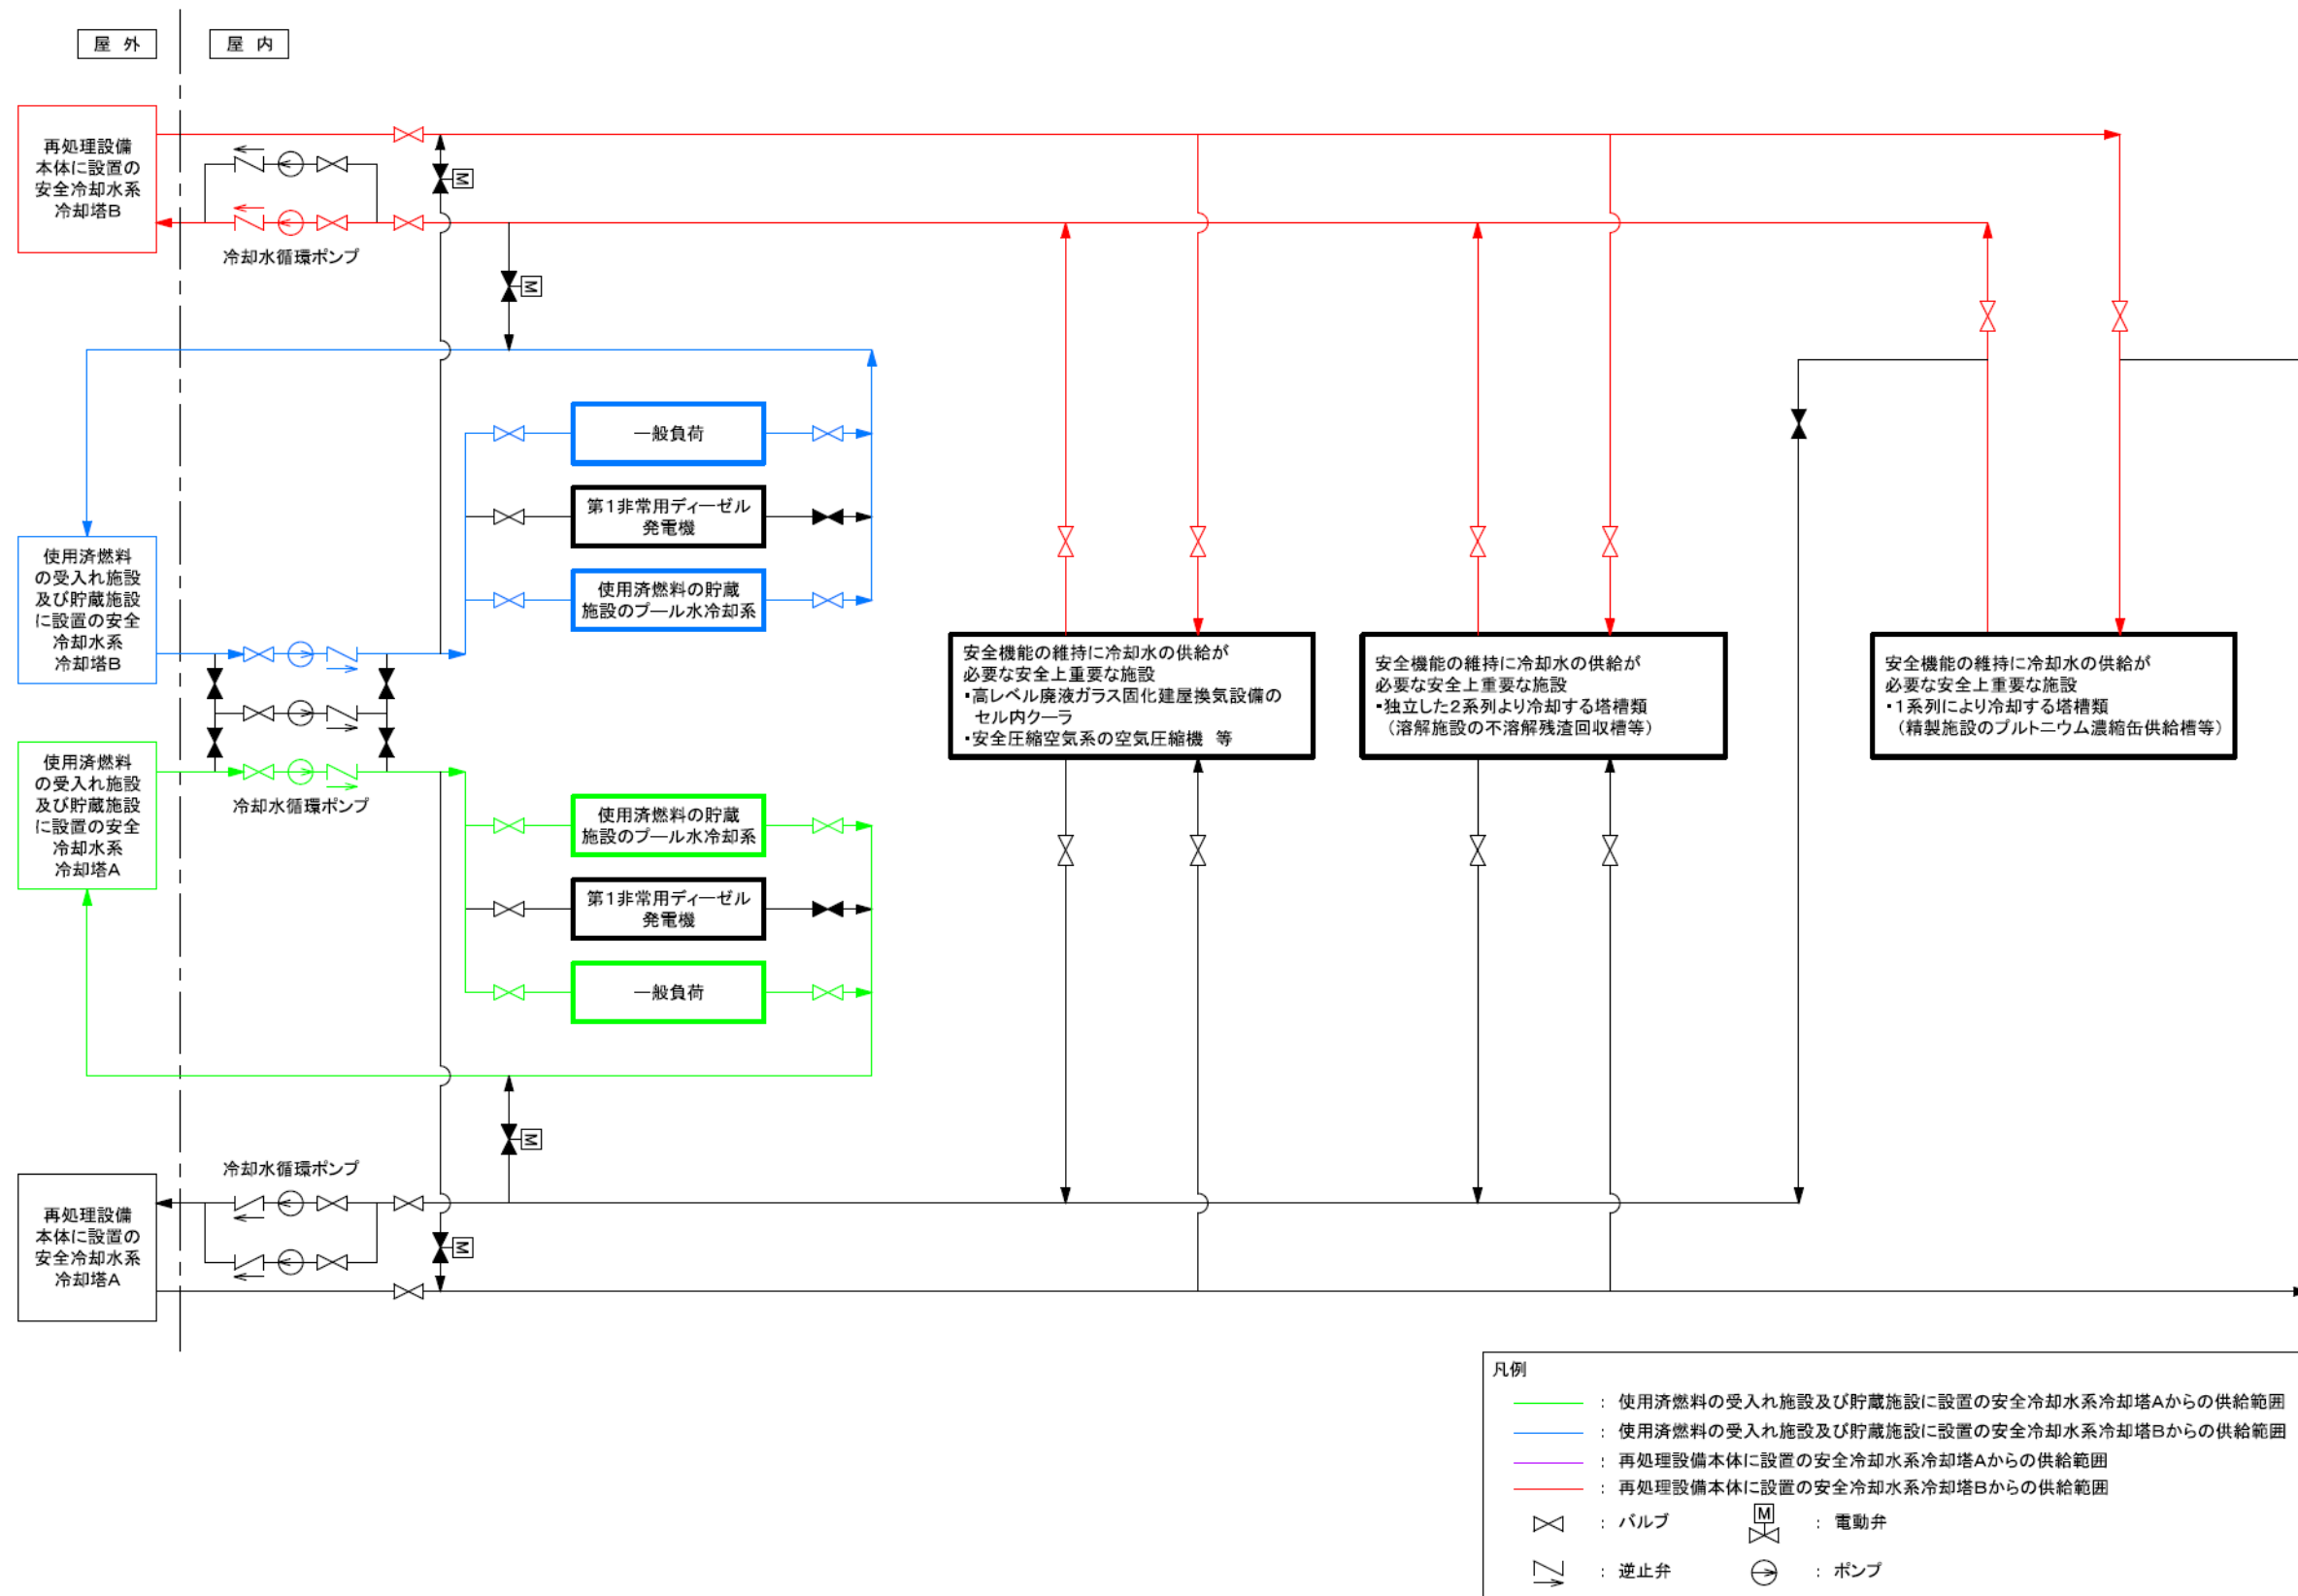 屋 外
屋 内
再処理設備
本体に設置の
安全冷却水系
冷却塔B
M
冷却水循環ポンプ
M
一般負荷
第1非常用ディーゼル
発電機
使用済燃料の貯蔵
施設のプール水冷却系
使用済燃料
の受入れ施設
及び貯蔵施設
に設置の安全
冷却水系
冷却塔B
安全機能の維持に冷却水の供給が
必要な安全上重要な施設
・高レベル廃液ガラス固化建屋換気設備の
セル内クーラ
・安全圧縮空気系の空気圧縮機 等
安全機能の維持に冷却水の供給が
必要な安全上重要な施設
・独立した2系列より冷却する塔槽類
(溶解施設の不溶解残渣回収槽等)
安全機能の維持に冷却水の供給が
必要な安全上重要な施設
・1系列により冷却する塔槽類
(精製施設のプルトニウム濃縮缶供給槽等)
使用済燃料
の受入れ施設
及び貯蔵施設
に設置の安全
冷却水系
冷却塔A
冷却水循環ポンプ
使用済燃料の貯蔵
施設のプール水冷却系
第1非常用ディーゼル
発電機
一般負荷
M
冷却水循環ポンプ
再処理設備
本体に設置の
安全冷却水系
冷却塔A
M
凡例
: 使用済燃料の受入れ施設及び貯蔵施設に設置の安全冷却水系冷却塔Aからの供給範囲
: 使用済燃料の受入れ施設及び貯蔵施設に設置の安全冷却水系冷却塔Bからの供給範囲
: 再処理設備本体に設置の安全冷却水系冷却塔Aからの供給範囲
: 再処理設備本体に設置の安全冷却水系冷却塔Bからの供給範囲
: バルブ
M : 電動弁
: 逆止弁
: ポンプ